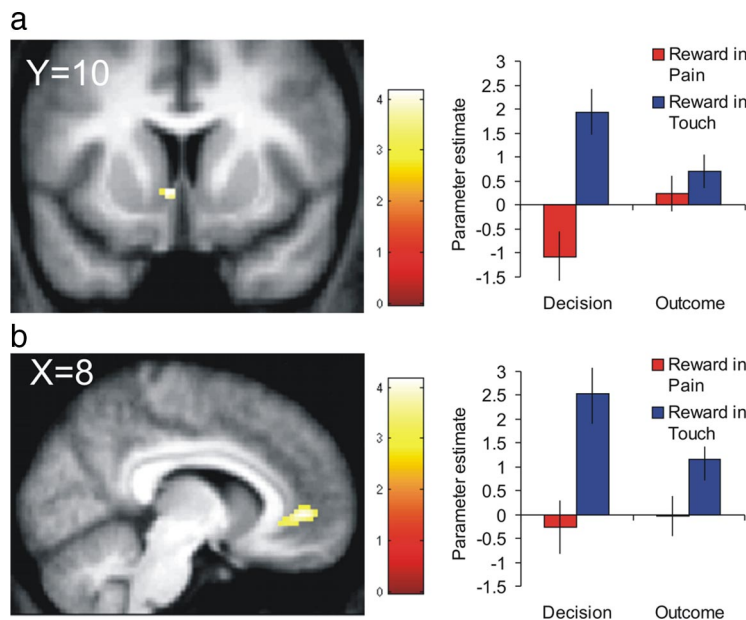 a
Y=10
4
3
2
1
0
Parameter estimate
3
2.5
2
1.5
1
0.5
0
-0.5
-1
-1.5
Reward in
Pain
Reward in
Touch
Decision
Outcome
b
X=8
4
3
2
1
0
Parameter estimate
3
2.5
2
1.5
1
0.5
0
-0.5
-1
-1.5
Reward in
Pain
Reward in
Touch
Decision
Outcome